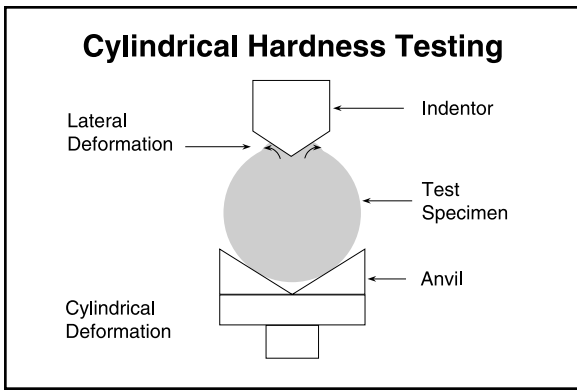 Cylindrical Hardness Testing
Lateral
Deformation
Indentor
Test
Specimen
Anvil
Cylindrical
Deformation